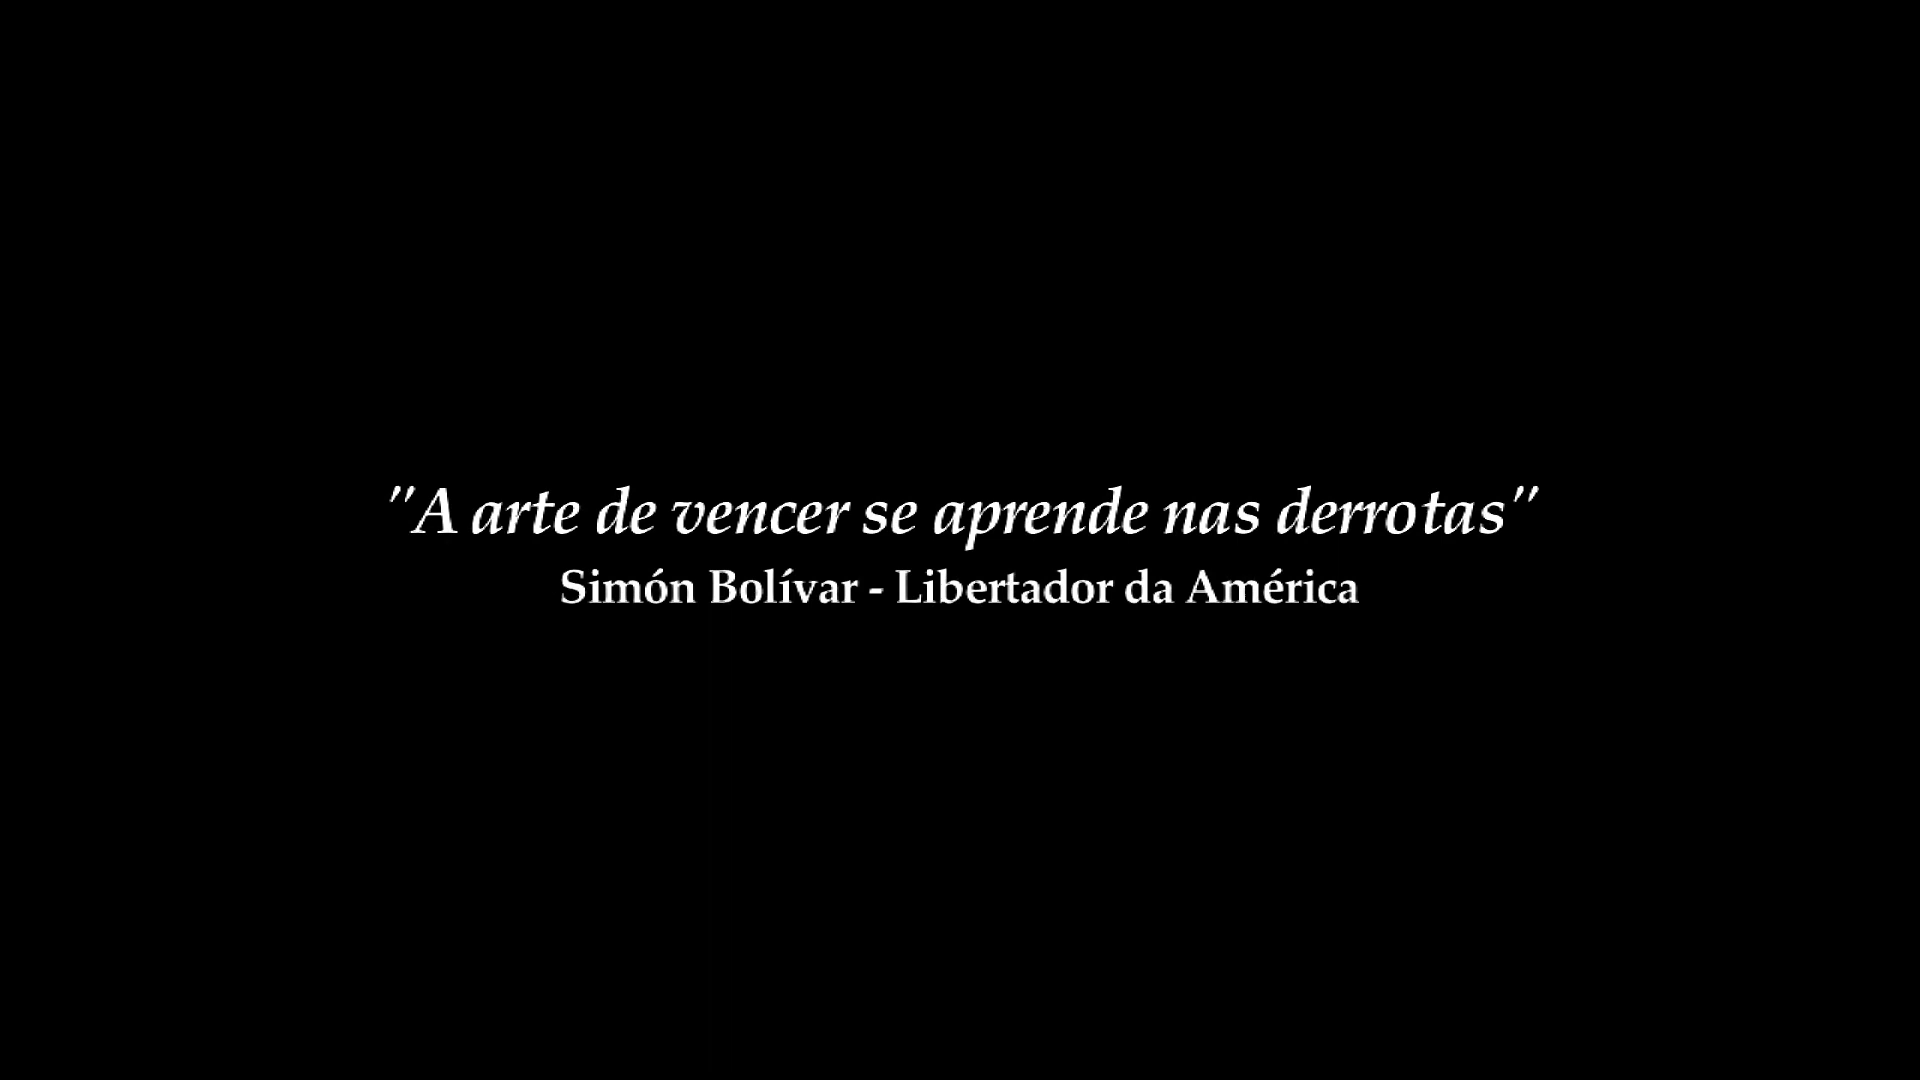 "A arte de vencer se aprende nas derrotas"
Simón Bolívar - Libertador da América